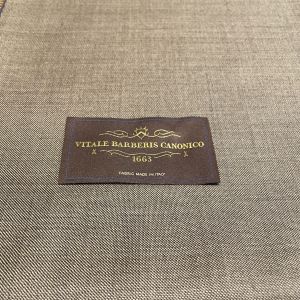 VITALE BARBERIS CANONICO
1663
FABRIC MADE IN ITALY